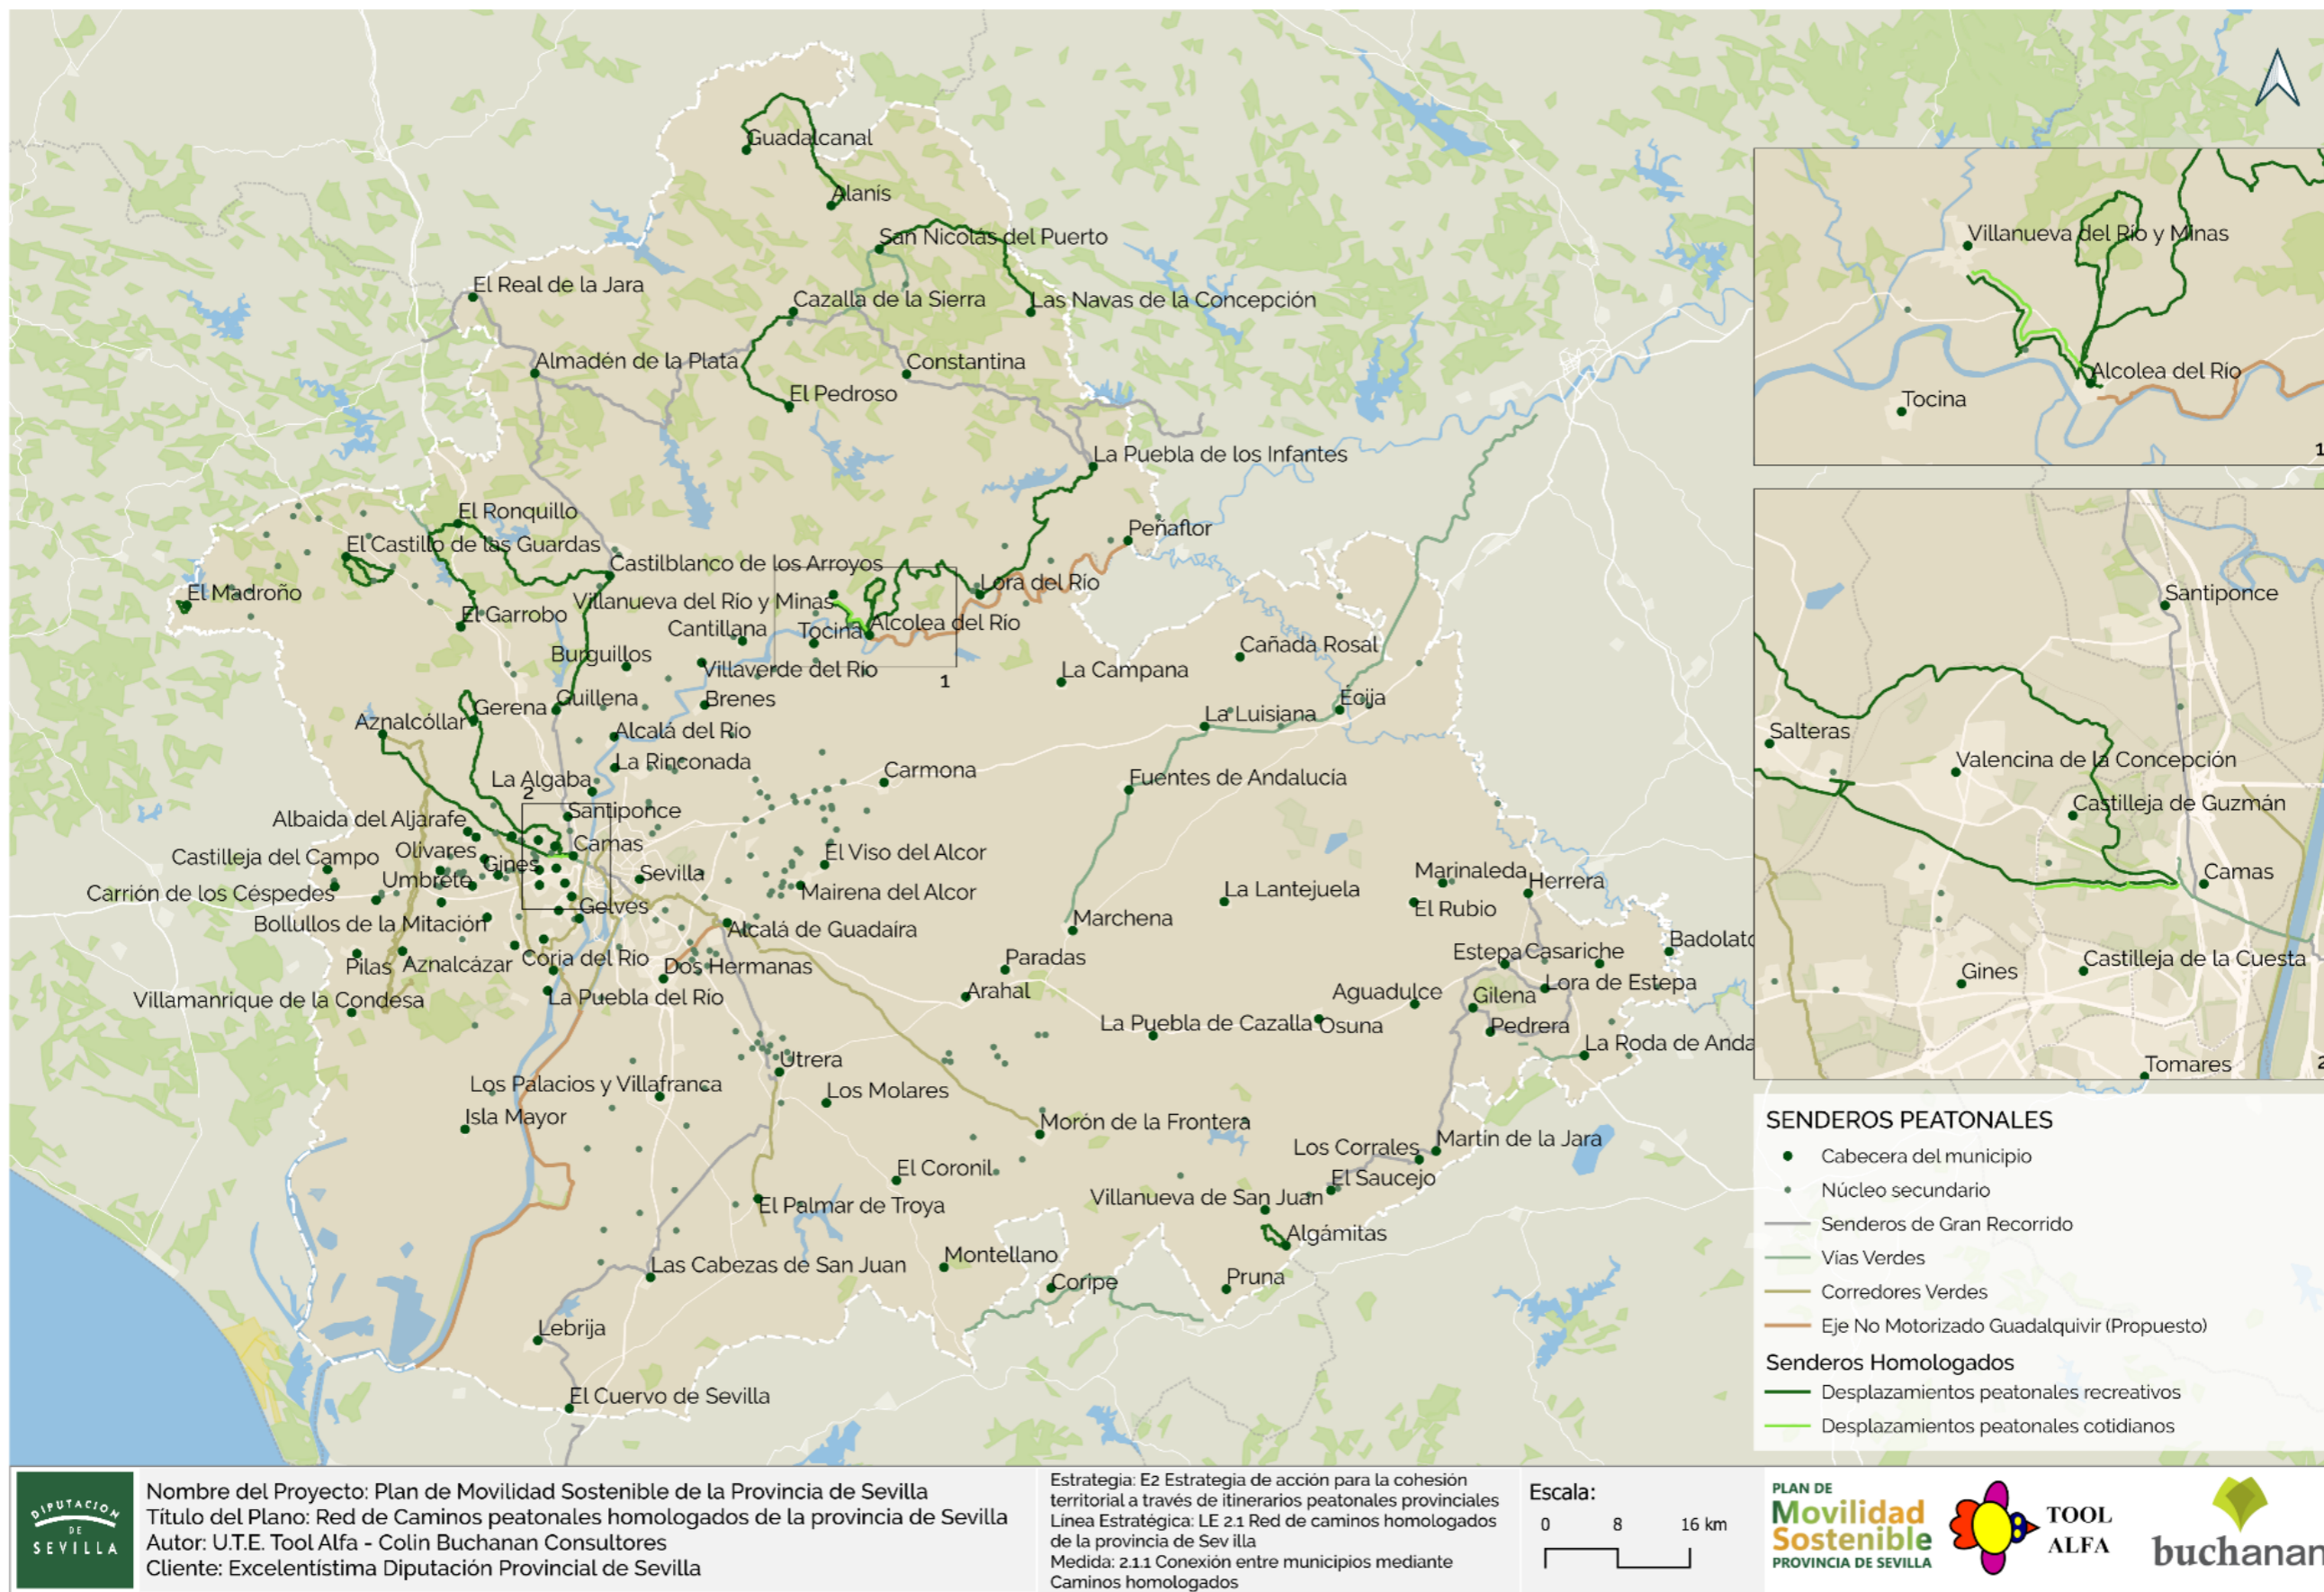 Guadalcanal
Alanís
San Nicolás del Puerto
El Real de la Jara
Cazalla de la Sierra
Las Navas de la Concepción
Almadén de la Plata
Constantina
El Pedroso
La Puebla de los Infantes
El Ronquillo
Peñaflor
El Castillo de las Guardas
Castilblanco de los Arroyos
El Madroño
Lora del Río
Villanueva del Río y Minas
El Garrobo
Cantillana
Tocina
Alcolea del Río
Burguillos
Cañada Rosal
Villaverde del Río
La Campana
1
Gerena
Guillena
Brenes
Écija
Aznalcóllar
La Luisiana
Alcalá del Río
La Rinconada
La Algaba
Carmona
Fuentes de Andalucía
2
Santiponce
Albaida del Aljarafe
Camas
Olivares
Castilleja del Campo
Gines
El Viso del Alcor
Umbrete
Sevilla
Marinaleda
Herrera
Carrión de los Céspedes
Mairena del Alcor
La Lantejuela
Gelves
El Rubio
Bollullos de la Mitación
Marchena
Alcalá de Guadaíra
Badolato
Estepa
Casariche
Pilas
Aznalcázar
Coria del Río
Dos Hermanas
Paradas
Lora de Estepa
Villamanrique de la Condesa
La Puebla del Río
Arahal
Aguadulce
Gilena
La Puebla de Cazalla
Osuna
Pedrera
La Roda de Anda
Utrera
Los Palacios y Villafranca
Los Molares
Isla Mayor
Morón de la Frontera
Los Corrales
Martín de la Jara
El Coronil
El Saucejo
El Palmar de Troya
Villanueva de San Juan
Algámitas
Montellano
Las Cabezas de San Juan
Coripe
Pruna
Lebrija
El Cuervo de Sevilla
Villanueva del Río y Minas
Alcolea del Río
Tocina
1
Santiponce
Salteras
Valencina de la Concepción
Castilleja de Guzmán
Camas
Gines
Castilleja de la Cuesta
Tomares
2
SENDEROS PEATONALES
Cabecera del municipio
Núcleo secundario
Senderos de Gran Recorrido
Vías Verdes
Corredores Verdes
Eje No Motorizado Guadalquivir (Propuesto)
Senderos Homologados
Desplazamientos peatonales recreativos
Desplazamientos peatonales cotidianos
DIPUTACION
DE
SEVILLA
Nombre del Proyecto: Plan de Movilidad Sostenible de la Provincia de Sevilla
Título del Plano: Red de Caminos peatonales homologados de la provincia de Sevilla
Autor: U.T.E. Tool Alfa - Colin Buchanan Consultores
Cliente: Excelentística Diputación Provincial de Sevilla
Estrategia: E2 Estrategia de acción para la cohesión
territorial a través de itinerarios peatonales provinciales
Línea Estratégica: LE 2.1 Red de caminos homologados
de la provincia de Sev illa
Medida: 2.1.1 Conexión entre municipios mediante
Caminos homologados
Escala:
0 8 16 km
PLAN DE
Movilidad
Sostenible
PROVINCIA DE SEVILLA
TOOL
ALFA
buchanan